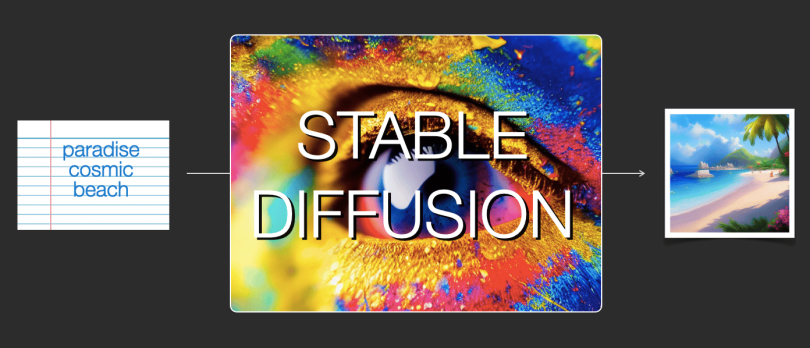 paradise
cosmic
beach
STABLE
DIFFUSION